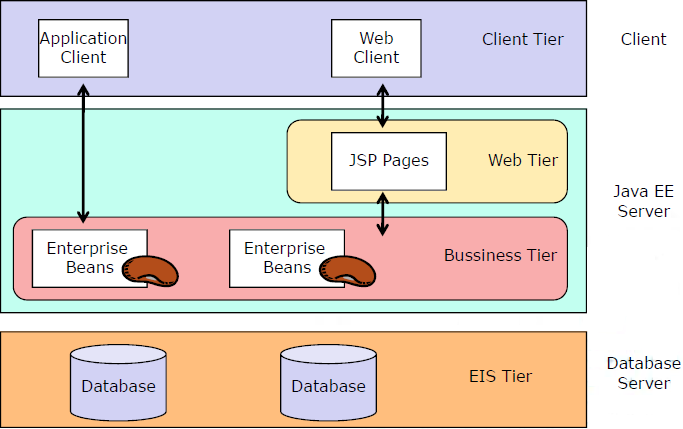 Application
Client
Web
Client
Client Tier
Client
JSP Pages
Web Tier
Java EE
Server
Enterprise
Beans
Enterprise
Beans
Bussiness Tier
Database
Database
EIS Tier
Database
Server